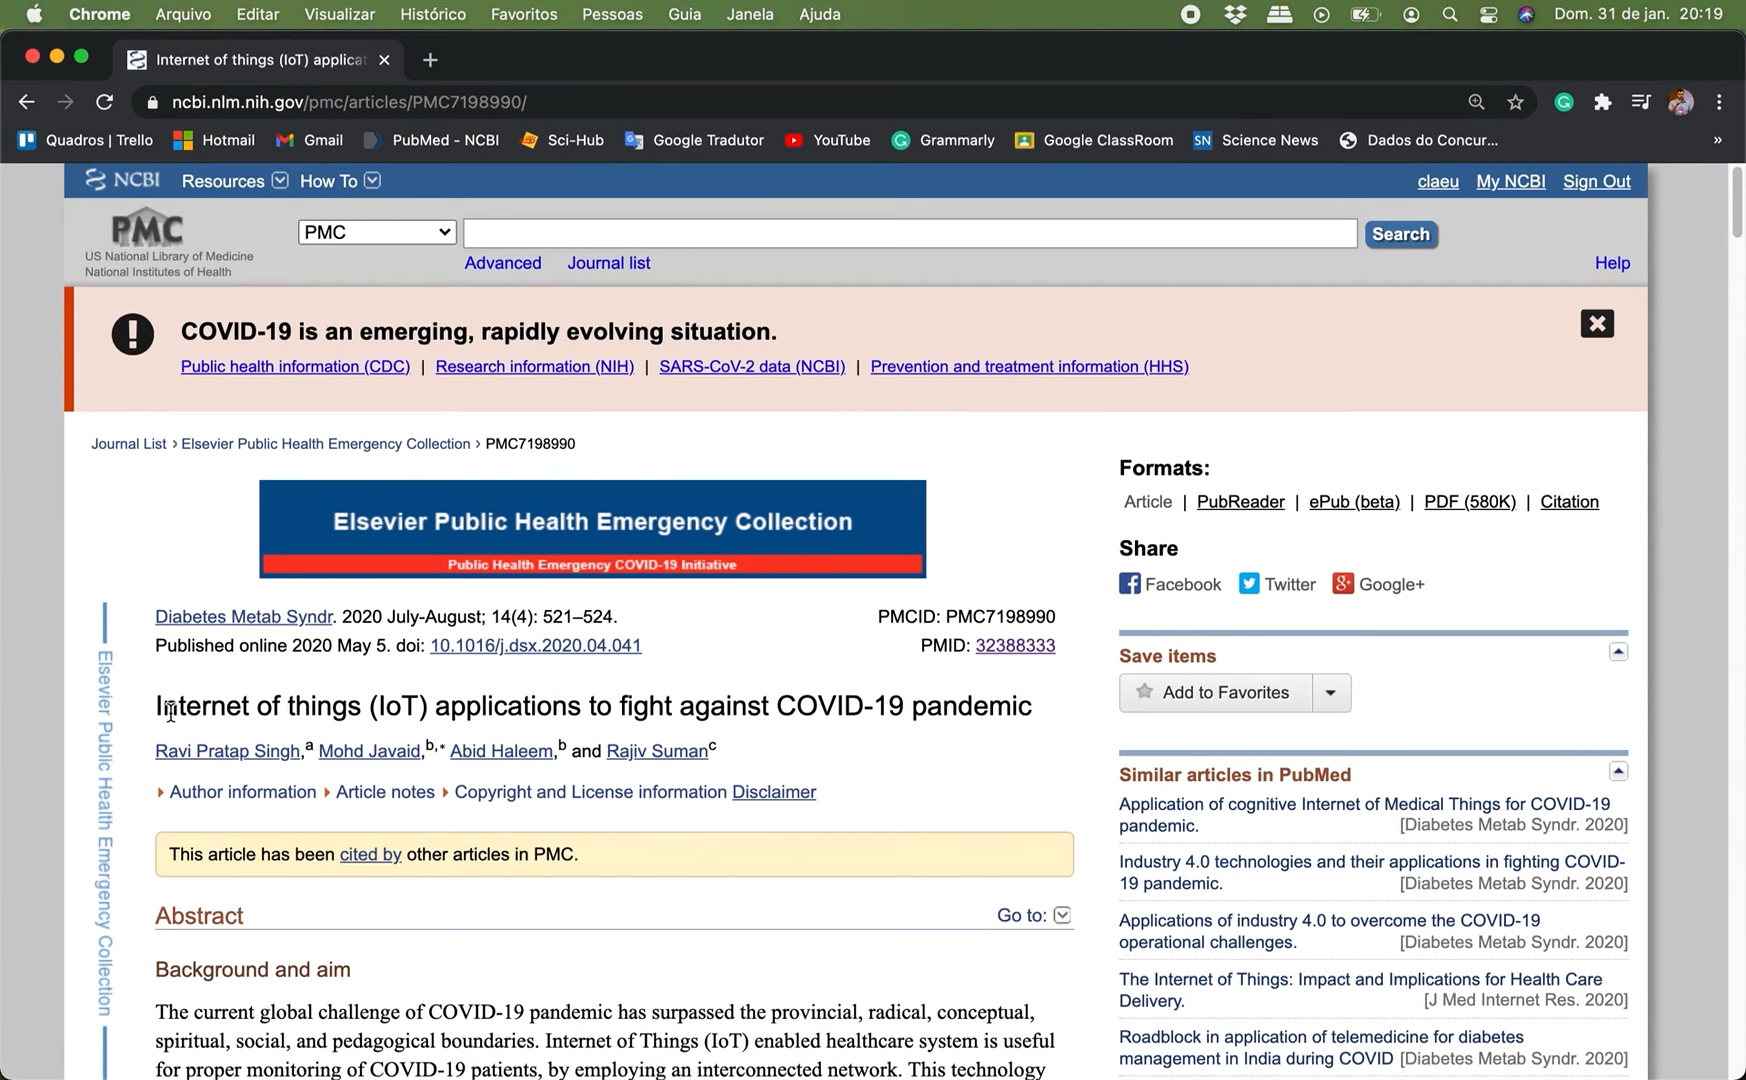 Chrome Arquivo Editar Visualizar Histórico Favoritos Pessoas Guia Janela Ajuda Dom. 31 de jan. 20:19
Internet of things (IoT) applicat
ncbi.nlm.nih.gov/pmc/articles/PMC7198990/
Quadros | Trello Hotmail Gmail PubMed - NCBI Sci-Hub Google Tradutor YouTube Grammarly Google ClassRoom SN Science News Dados do Concur... »
NCBI Resources How To claeu My NCBI Sign Out
PMC
US National Library of Medicine
National Institutes of Health
PMC Search
Advanced Journal list Help
COVID-19 is an emerging, rapidly evolving situation.
Public health information (CDC) | Research information (NIH) | SARS-CoV-2 data (NCBI) | Prevention and treatment information (HHS)
Journal List > Elsevier Public Health Emergency Collection > PMC7198990
Elsevier Public Health Emergency Collection
Public Health Emergency COVID-19 Initiative
Elsevier Public Health Emergency Collection
Diabetes Metab Syndr. 2020 July-August; 14(4): 521–524. PMCID: PMC7198990
Published online 2020 May 5. doi: 10.1016/j.dsx.2020.04.041 PMID: 32388333
Internet of things (IoT) applications to fight against COVID-19 pandemic
Ravi Pratap Singh,a Mohd Javaid,b,* Abid Haleem,b and Rajiv Sumanc
Author information Article notes Copyright and License information Disclaimer
This article has been cited by other articles in PMC.
Abstract Go to:
Background and aim
The current global challenge of COVID-19 pandemic has surpassed the provincial, radical, conceptual,
spiritual, social, and pedagogical boundaries. Internet of Things (IoT) enabled healthcare system is useful
for proper monitoring of COVID-19 patients, by employing an interconnected network. This technology
Formats:
Article | PubReader | ePub (beta) | PDF (580K) | Citation
Share
Facebook Twitter Google+
Save items
Add to Favorites
Similar articles in PubMed
Application of cognitive Internet of Medical Things for COVID-19
pandemic. [Diabetes Metab Syndr. 2020]
Industry 4.0 technologies and their applications in fighting COVID-
19 pandemic. [Diabetes Metab Syndr. 2020]
Applications of industry 4.0 to overcome the COVID-19
operational challenges. [Diabetes Metab Syndr. 2020]
The Internet of Things: Impact and Implications for Health Care
Delivery. [J Med Internet Res. 2020]
Roadblock in application of telemedicine for diabetes
management in India during COVID [Diabetes Metab Syndr. 2020]